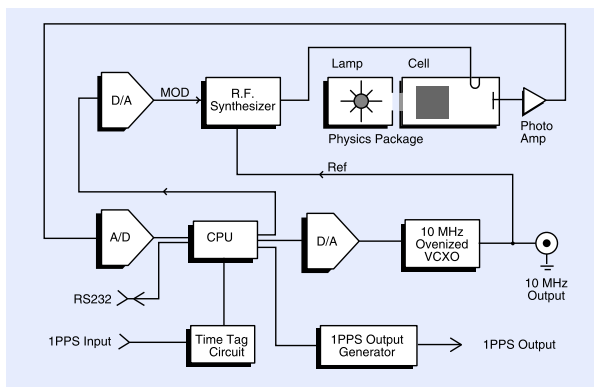 Lamp
Cell
D/A
MOD
R.F.
Synthesizer
Physics Package
Photo
Amp
Ref
A/D
CPU
D/A
10 MHz
Ovenized
VCXO
10 MHz
Output
RS232
1PPS Input
Time Tag
Circuit
1PPS Output
Generator
1PPS Output